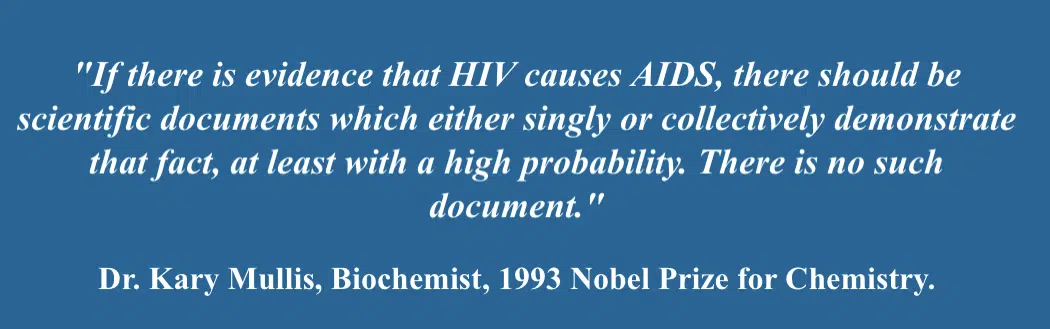 "If there is evidence that HIV causes AIDS, there should be
scientific documents which either singly or collectively demonstrate
that fact, at least with a high probability. There is no such
document."
Dr. Kary Mullis, Biochemist, 1993 Nobel Prize for Chemistry.